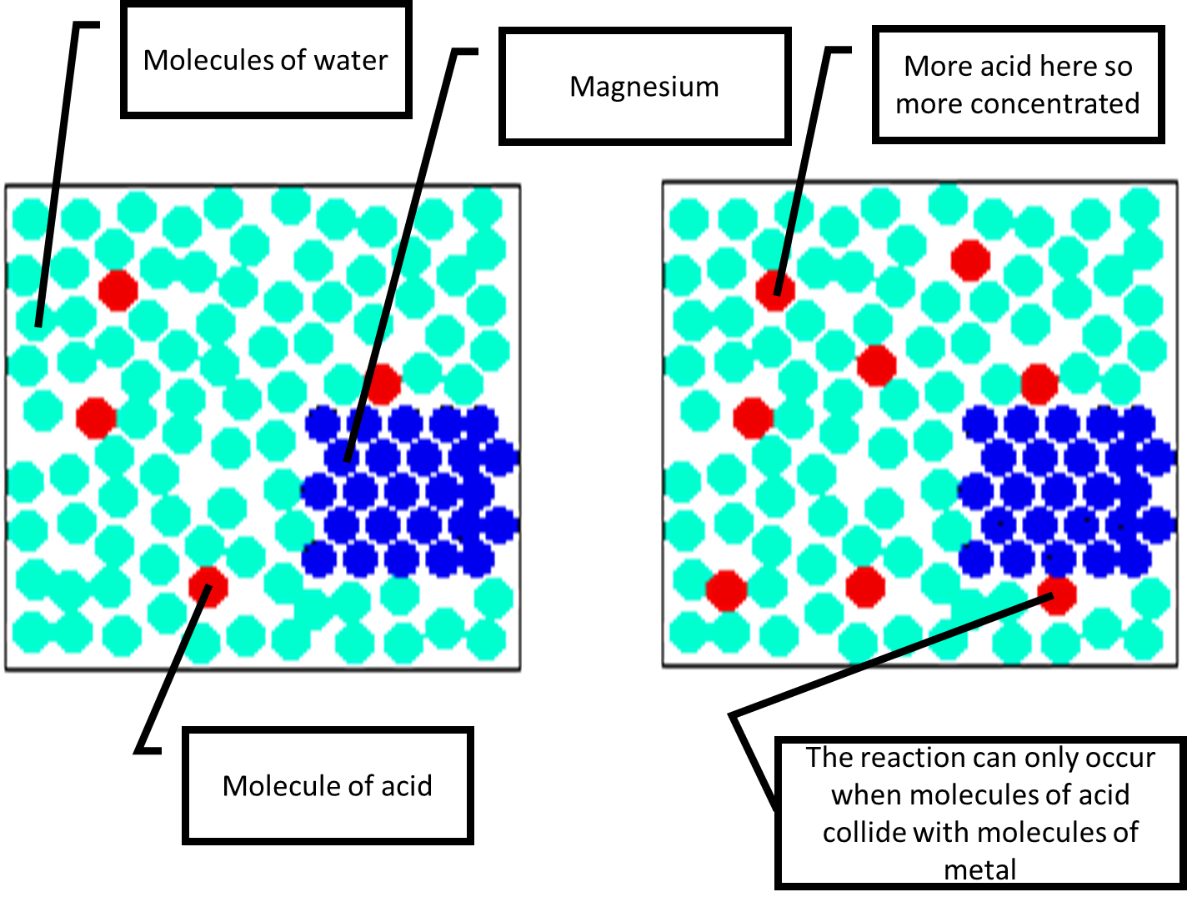 Molecules of water
Magnesium
More acid here so
more concentrated
Molecule of acid
The reaction can only occur
when molecules of acid
collide with molecules of
metal